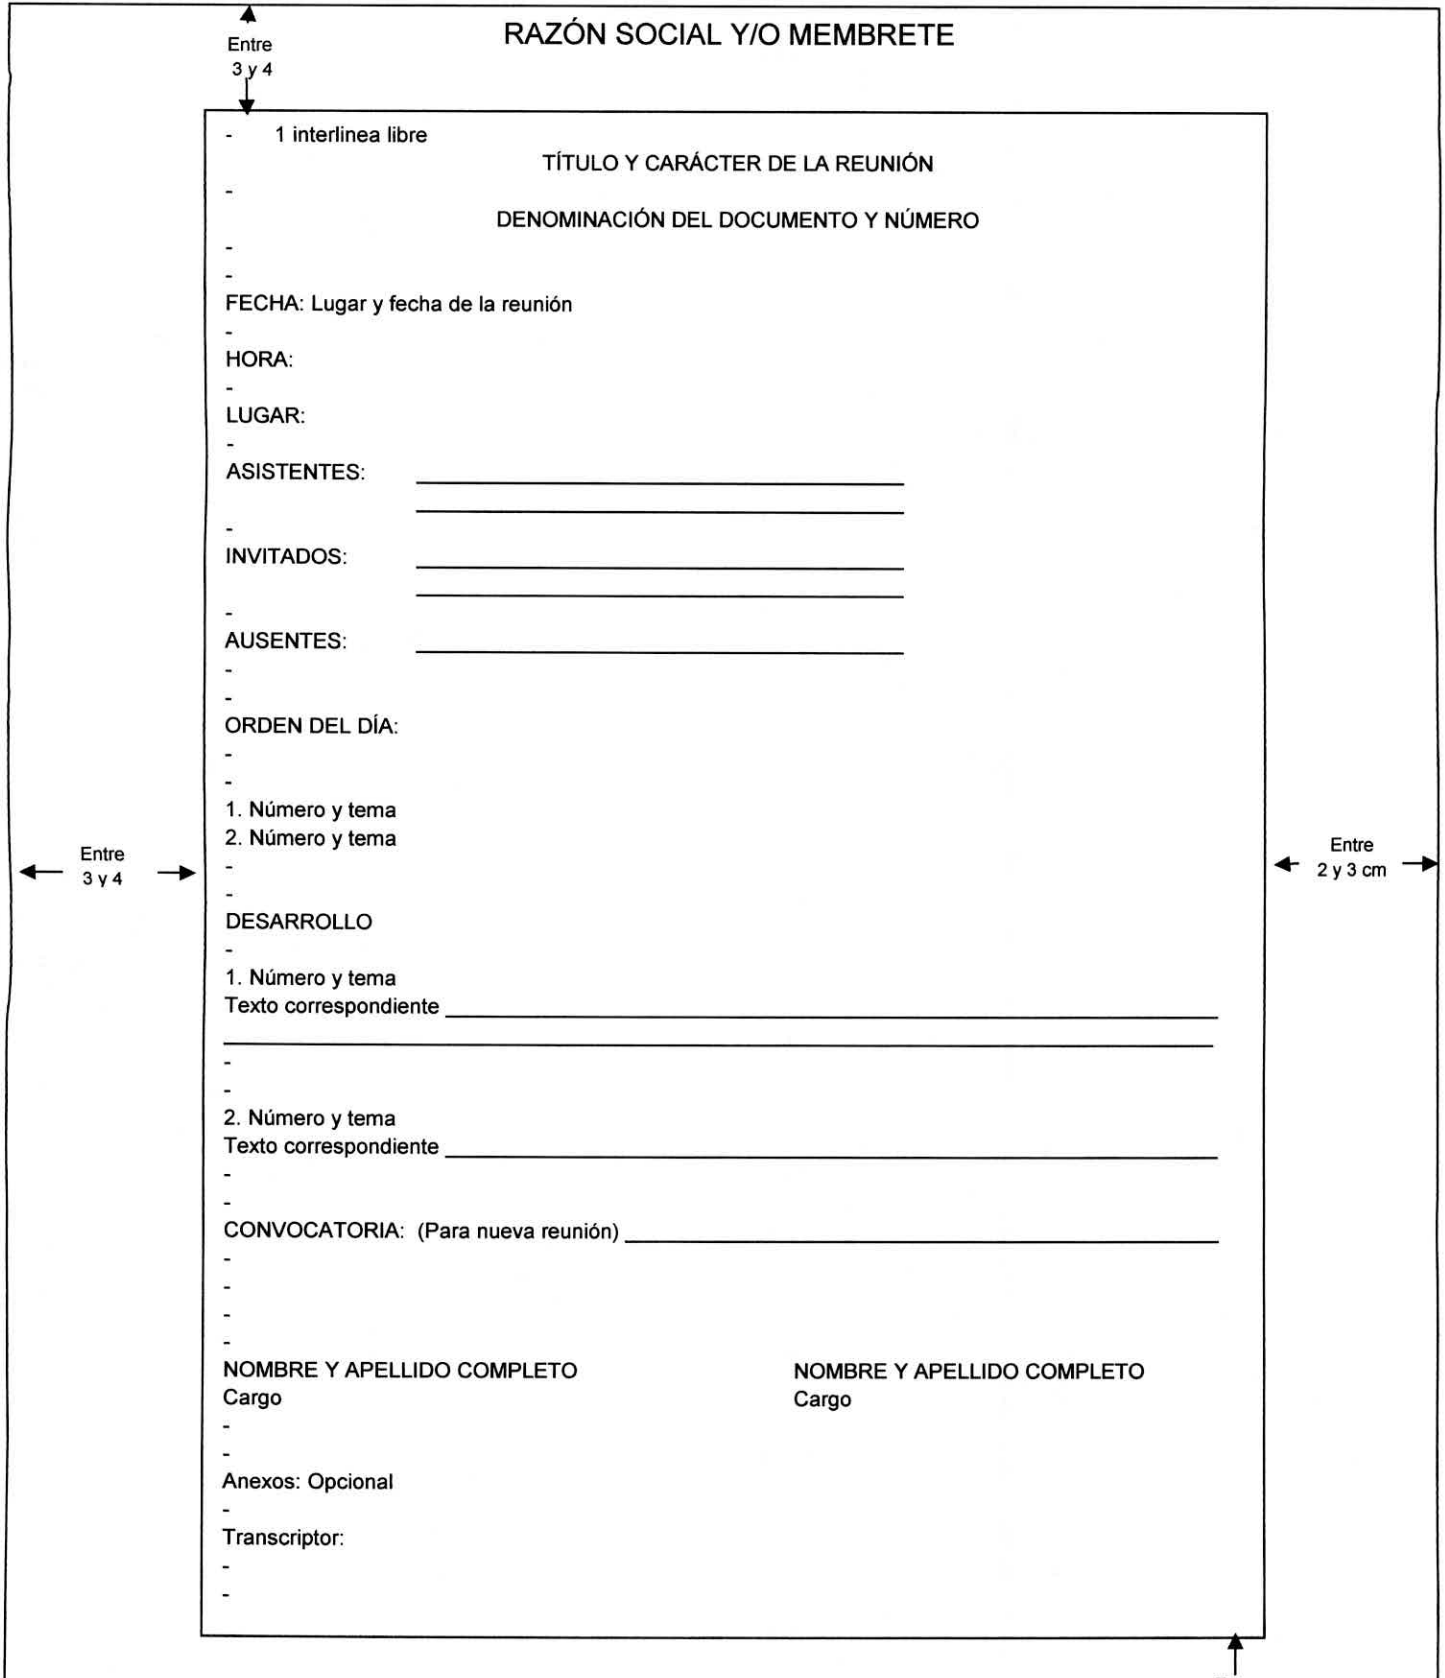 RAZÓN SOCIAL Y/O MEMBRETE
Entre
3 y 4
- 1 interlinea libre
TÍTULO Y CARÁCTER DE LA REUNIÓN
-
DENOMINACIÓN DEL DOCUMENTO Y NÚMERO
-
-
FECHA: Lugar y fecha de la reunión
-
HORA:
-
LUGAR:
-
ASISTENTES:
-
INVITADOS:
-
AUSENTES:
-
-
ORDEN DEL DÍA:
-
-
1. Número y tema
2. Número y tema
Entre
3 y 4
Entre
2 y 3 cm
-
-
DESARROLLO
-
1. Número y tema
Texto correspondiente
-
-
2. Número y tema
Texto correspondiente
-
-
CONVOCATORIA: (Para nueva reunión)
-
-
-
-
NOMBRE Y APELLIDO COMPLETO NOMBRE Y APELLIDO COMPLETO
Cargo Cargo
-
-
Anexos: Opcional
-
Transcriptor:
-
-